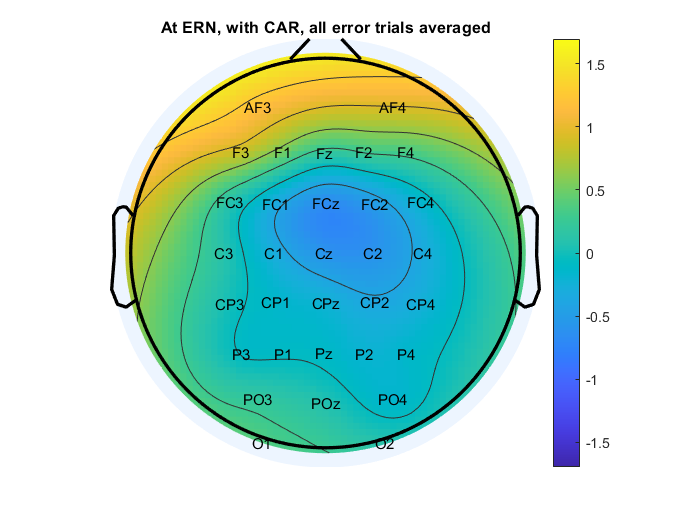 At ERN, with CAR, all error trials averaged
AF3 AF4
F3 F1 Fz F2 F4
FC3 FC1 FCz FC2 FC4
C3 C1 Cz C2 C4
CP3 CP1 CPz CP2 CP4
P3 P1 Pz P2 P4
PO3 POz PO4
O1 O2
1.5
1
0.5
0
-0.5
-1
-1.5